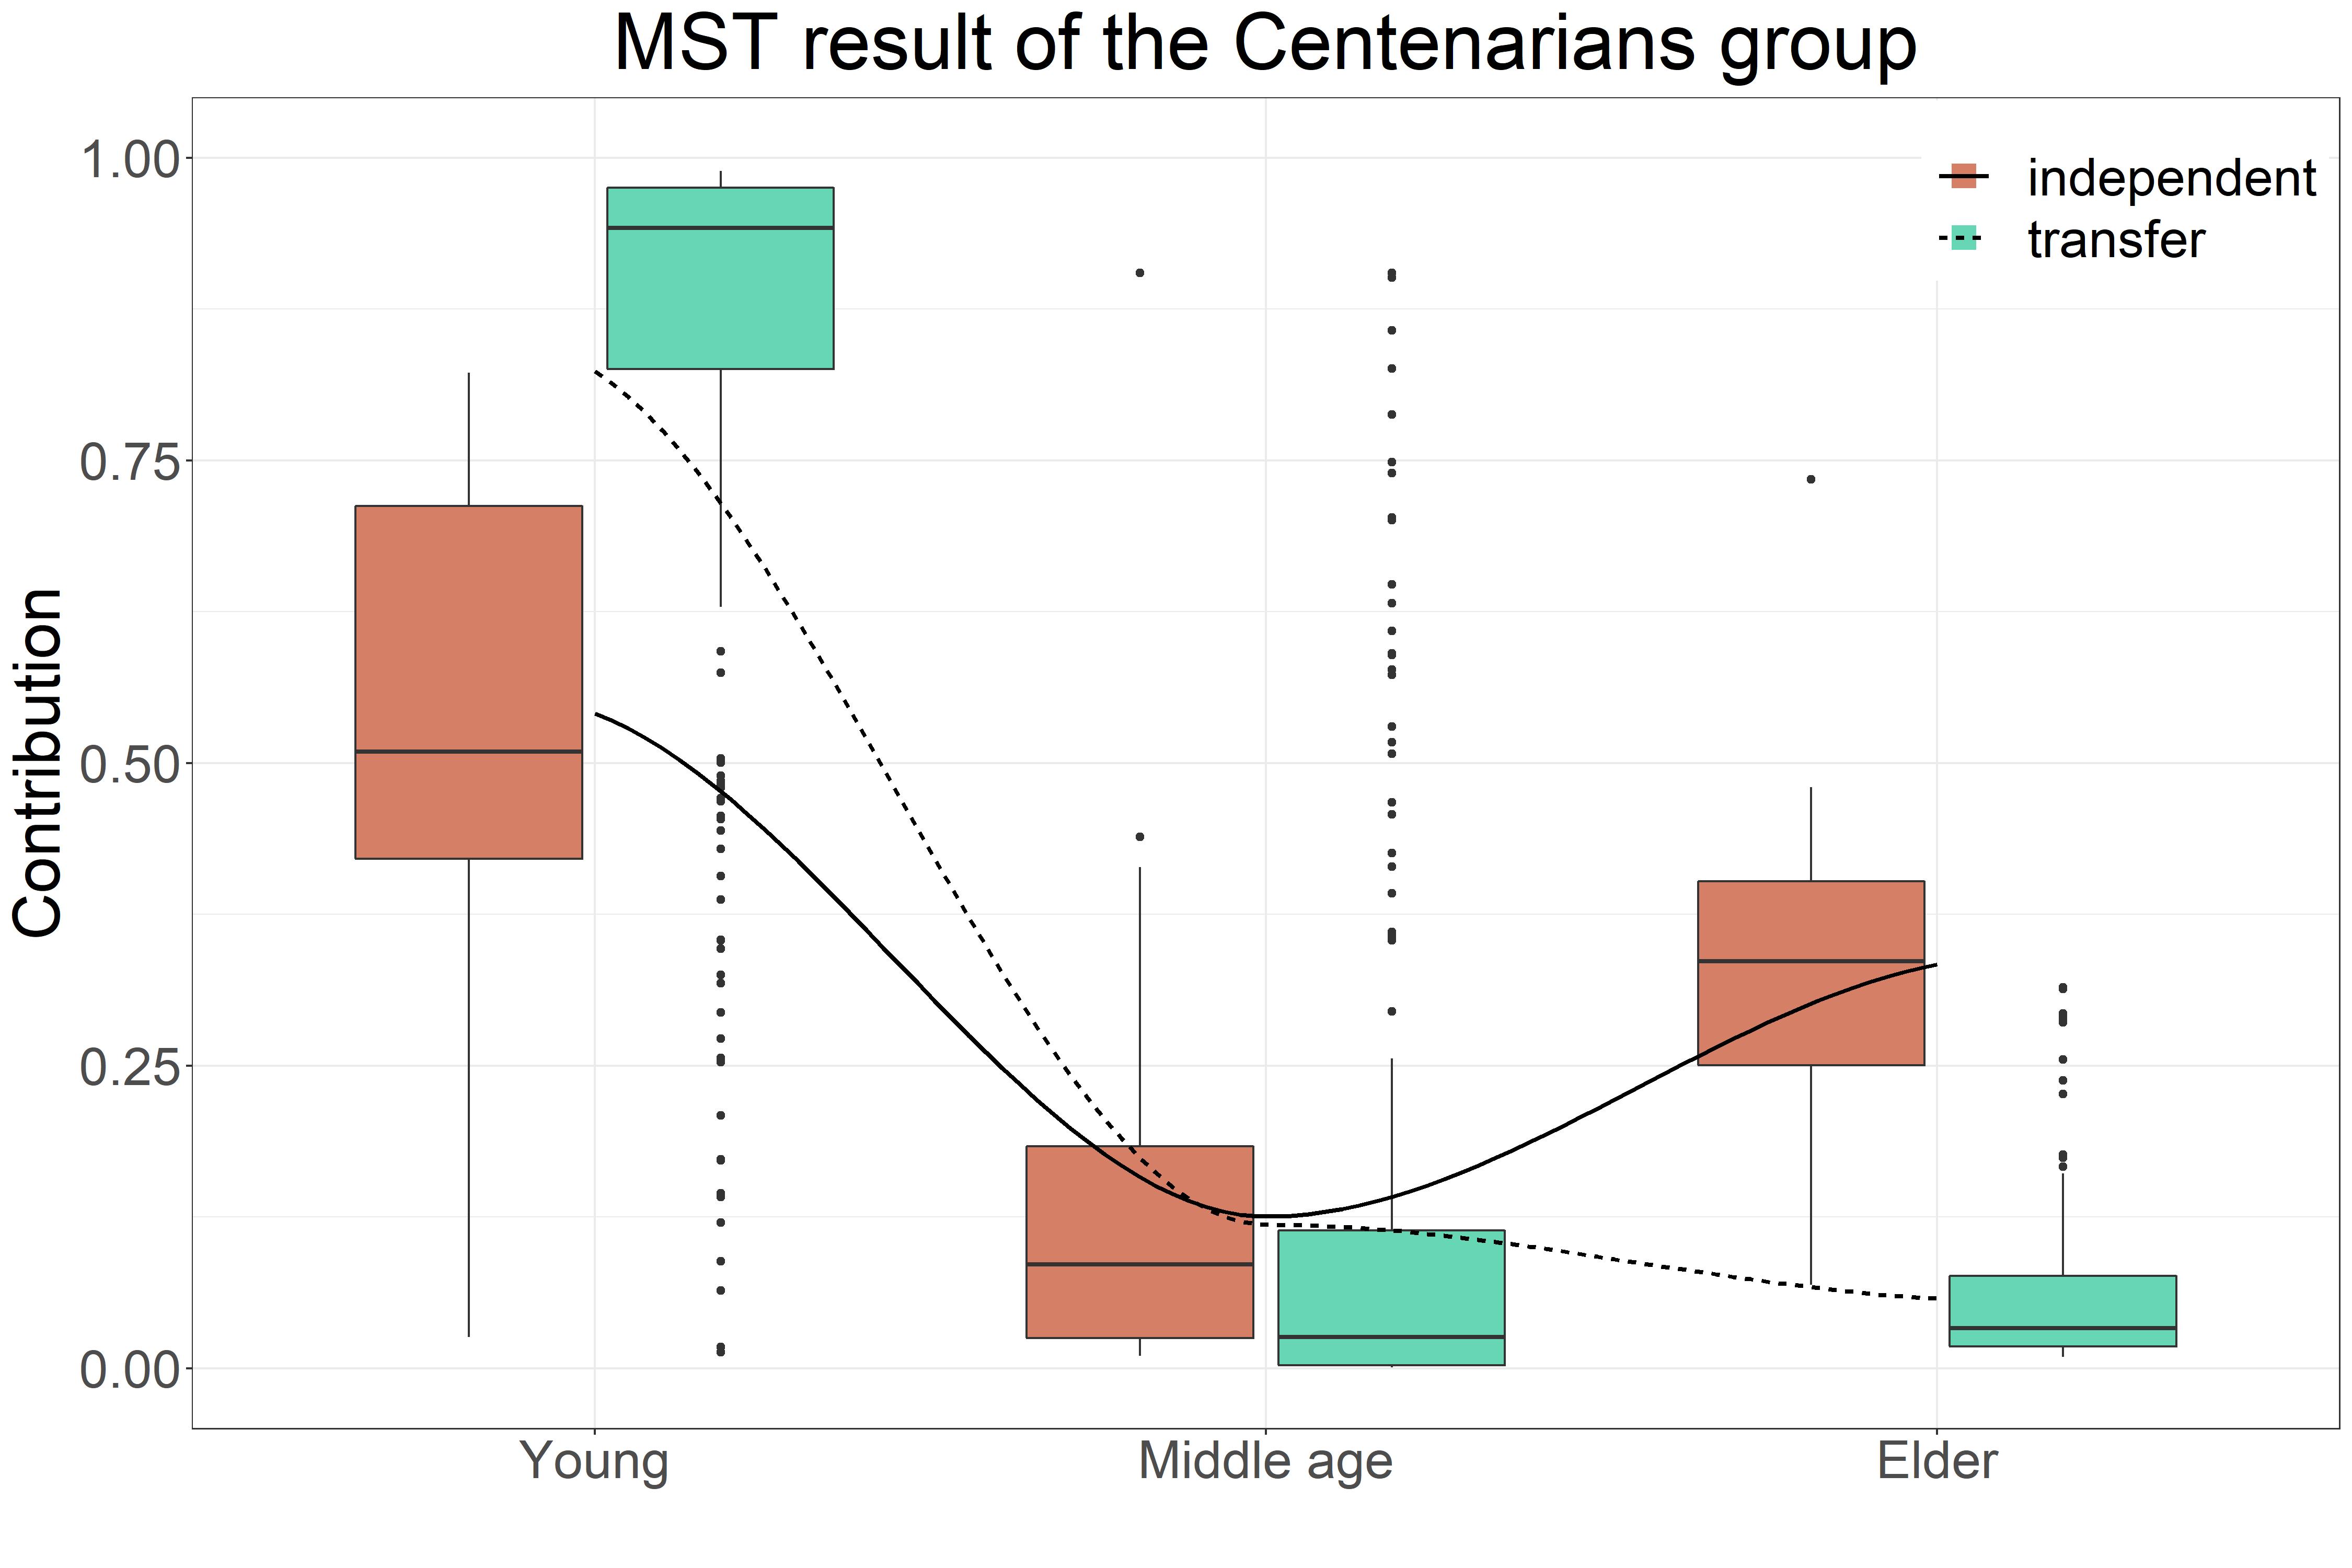 MST result of the Centenarians group
independent
transfer
Contribution
1.00
0.75
0.50
0.25
0.00
Young
Middle age
Elder